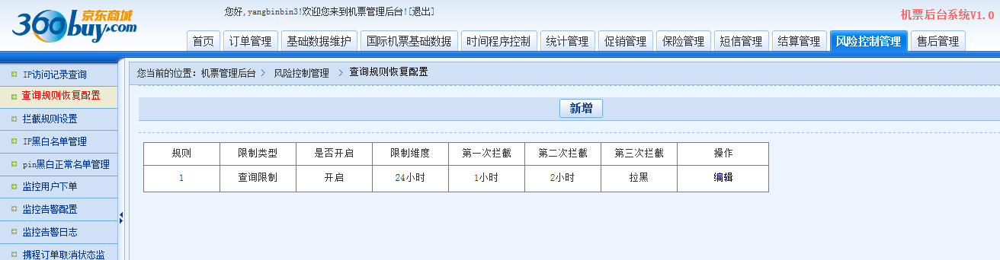 360buy.com 京东商城
您好,yangbinbin3!欢迎您来到机票管理后台![退出]
机票后台系统V1.0
首页 订单管理 基础数据维护 国际机票基础数据 时间程序控制 统计管理 促销管理 保险管理 短信管理 结算管理 风险控制管理 售后管理
IP访问记录查询
查询规则恢复配置
拦截规则设置
IP黑白名单管理
pin黑白正常名单管理
监控用户下单
监控告警配置
监控告警日志
携程订单取消状态监
您当前的位置: 机票管理后台 > 风险控制管理 > 查询规则恢复配置
新增
规则 限制类型 是否开启 限制维度 第一次拦截 第二次拦截 第三次拦截 操作
1 查询限制 开启 24小时 1小时 2小时 拉黑 编辑